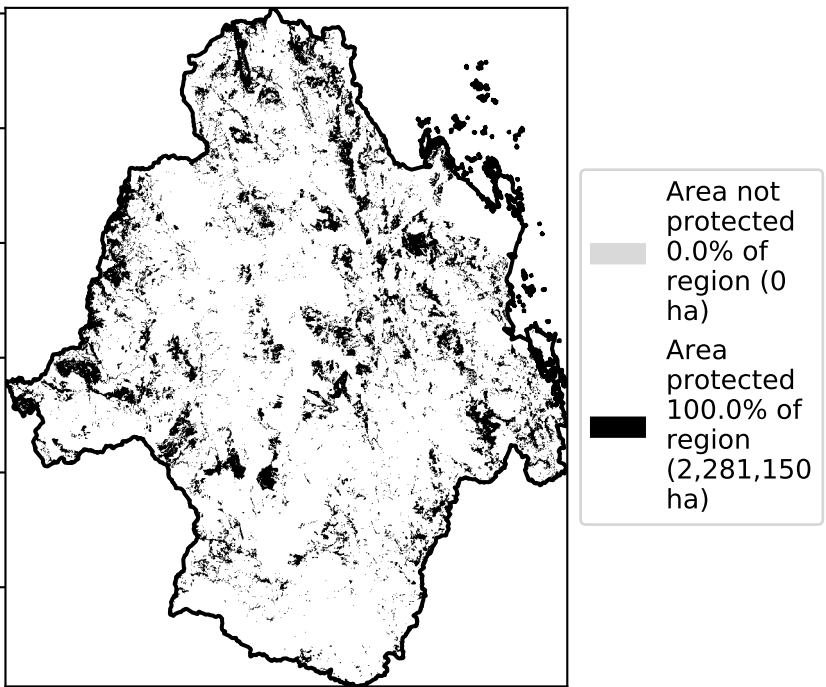 Area not
protected
0.0% of
region (0
ha)
Area
protected
100.0% of
region
(2,281,150
ha)